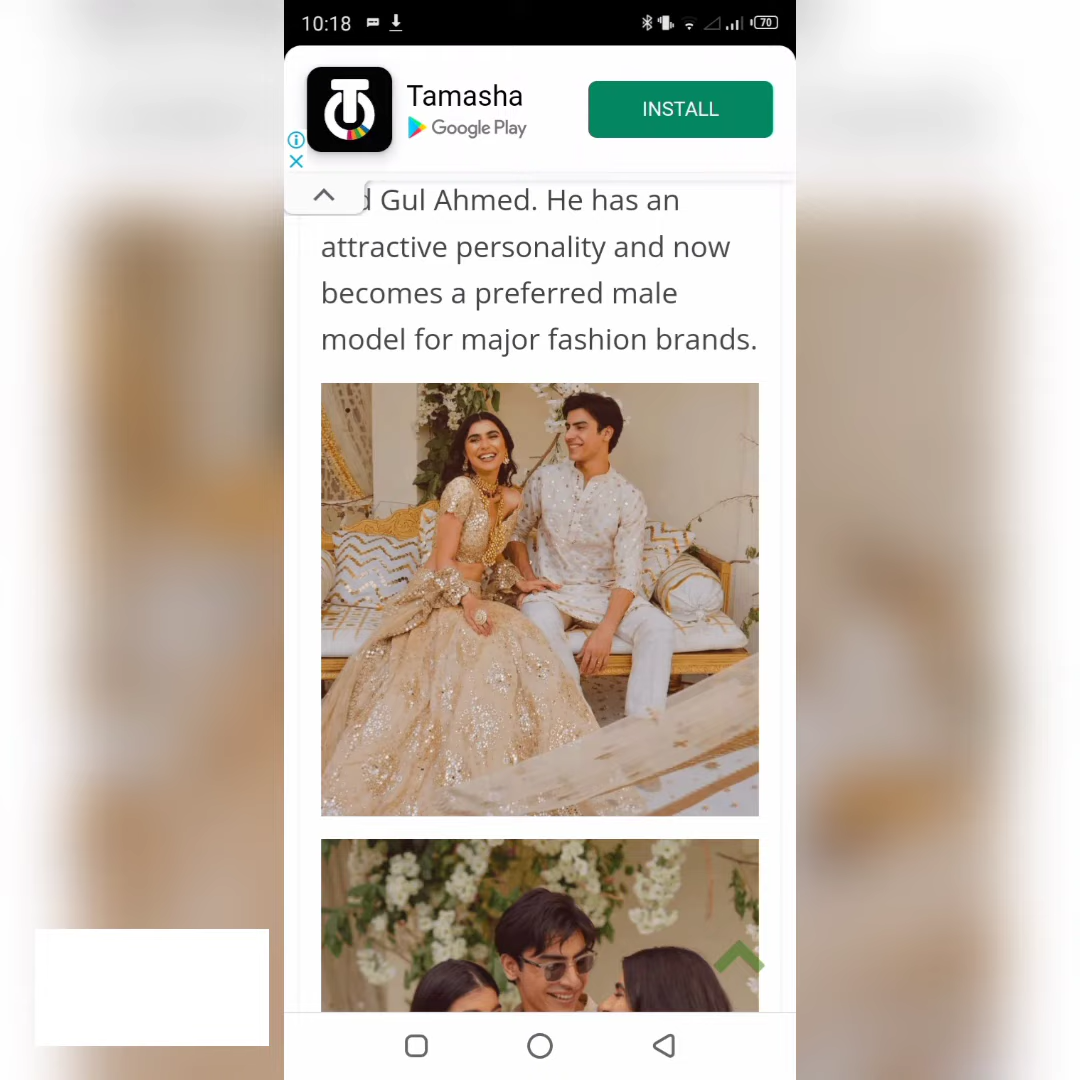 10:18
70
Tamasha
Google Play
INSTALL
d Gul Ahmed. He has an
attractive personality and now
becomes a preferred male
model for major fashion brands.